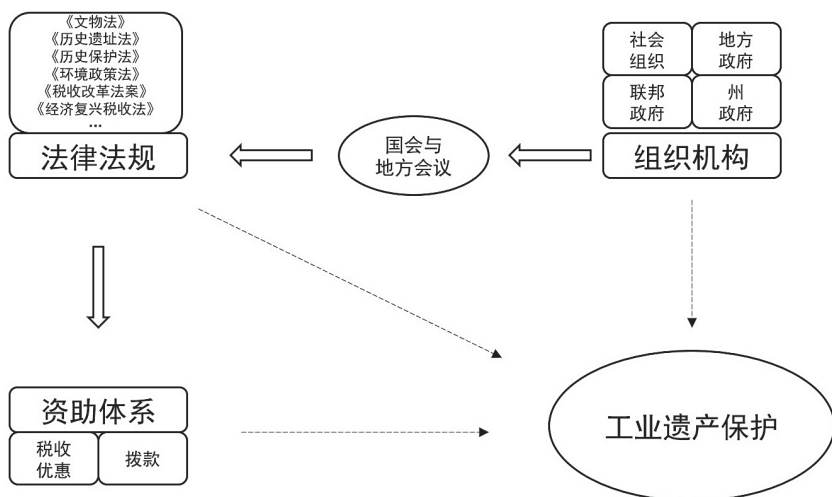 《文物法》
《历史遗址法》
《历史保护法》
《环境政策法》
《税收改革法案》
《经济复兴税收法》
...
法律法规
国会与
地方会议
社会
组织
地方
政府
联邦
政府
州
政府
组织机构
资助体系
税收
优惠
拨款
工业遗产保护